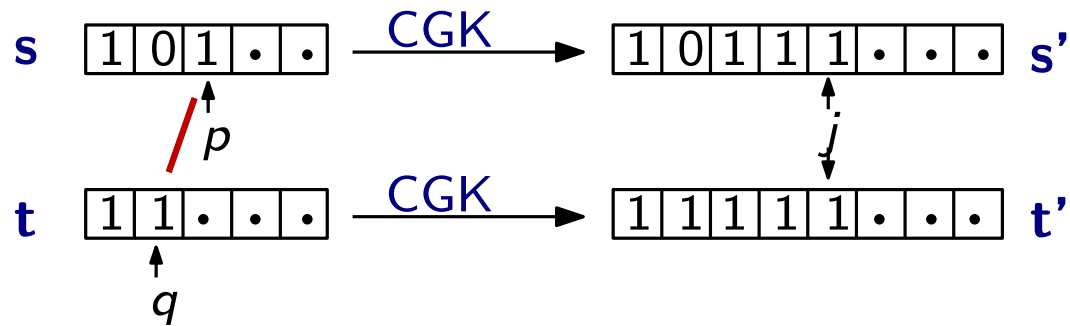 s 1 0 1 • • CGK 1 0 1 1 1 • • • s’
p j
t 1 1 • • • CGK 1 1 1 1 1 • • • t’
q